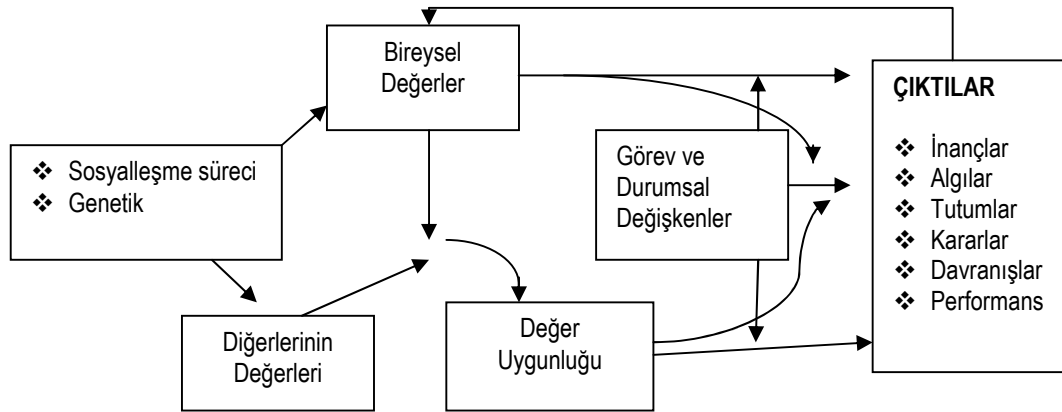 Bireysel
Değerler
❖ Sosyalleşme süreci
❖ Genetik
Diğerlerinin
Değerleri
Değer
Uygunluğu
Görev ve
Durumsal
Değişkenler
ÇIKTILAR
❖ İnançlar
❖ Algılar
❖ Tutumlar
❖ Kararlar
❖ Davranışlar
❖ Performans